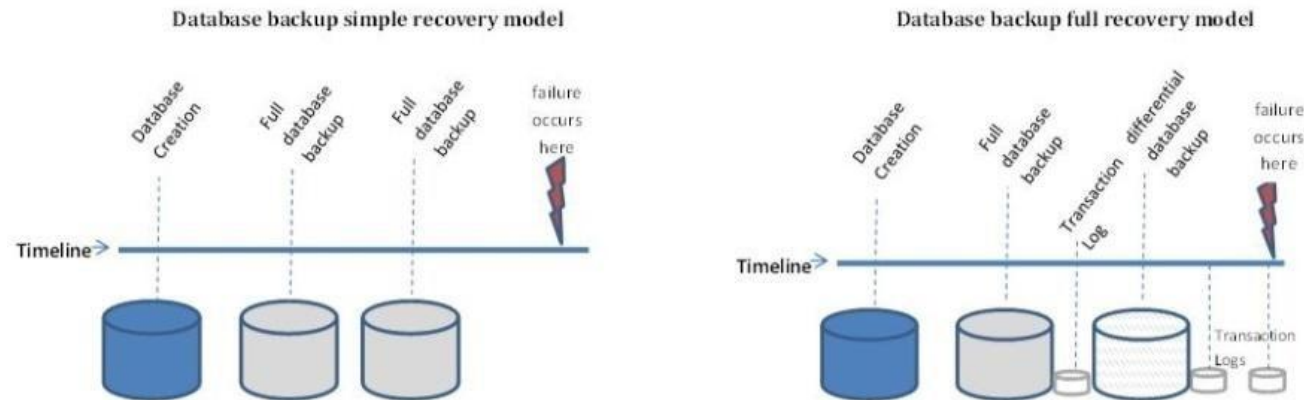 Database backup simple recovery model
Database
Creation
Full
database
backup
Full
database
backup
failure
occurs
here
Timeline
Database backup full recovery model
Database
Creation
Full
database
backup
Transaction
Log
differential
database
backup
failure
occurs
here
Timeline
Transaction
Logs